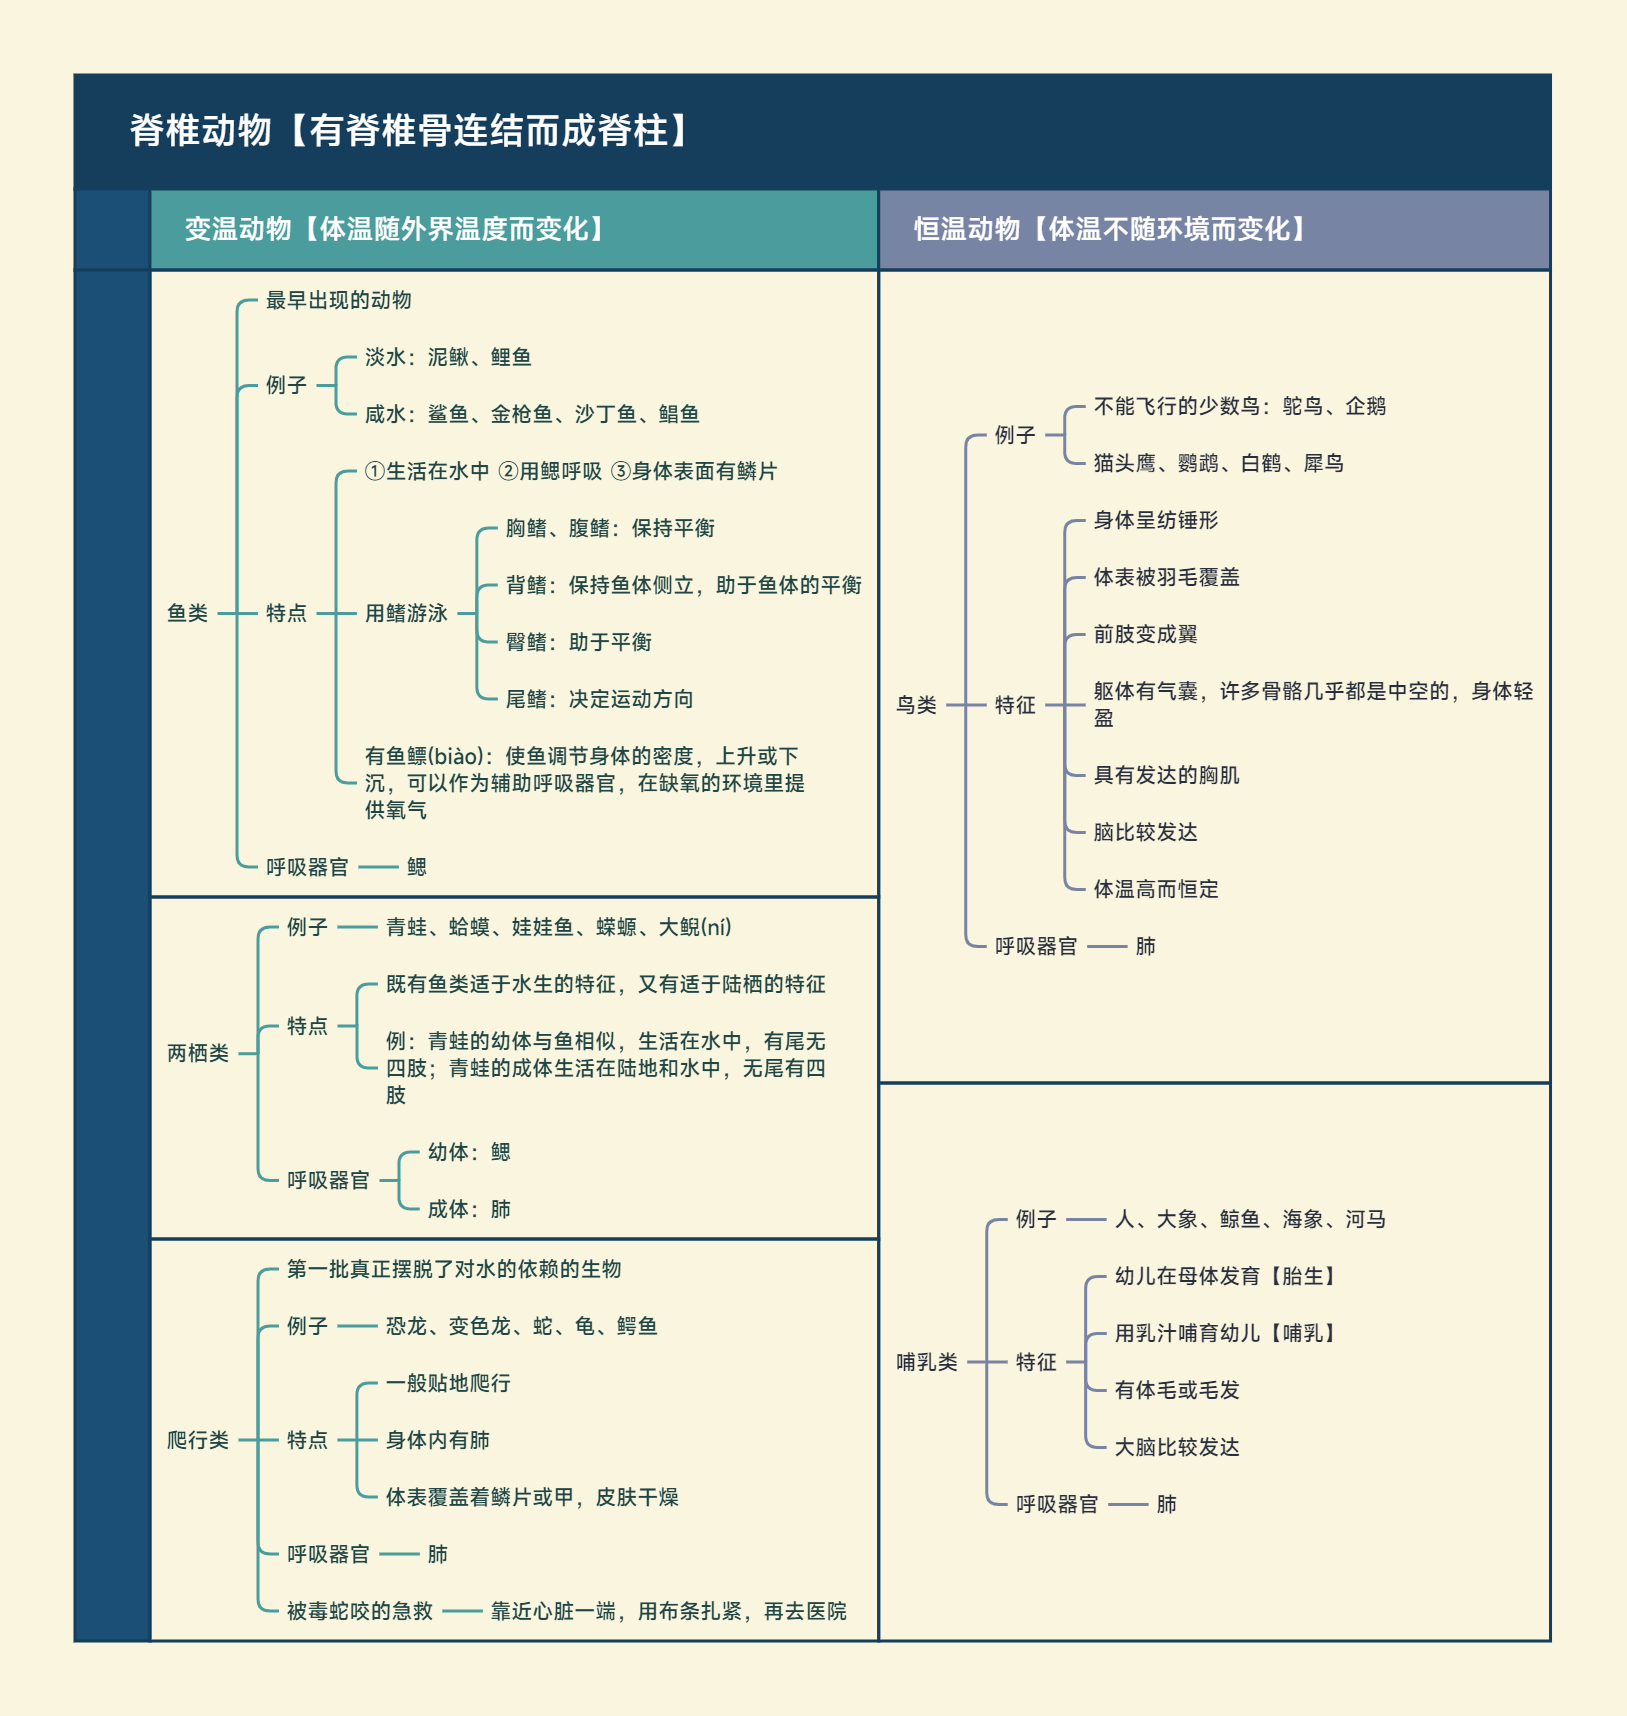 脊椎动物【有脊椎骨连结而成脊柱】
变温动物【体温随外界温度而变化】
鱼类
最早出现的动物
例子
淡水：泥鳅、鲤鱼
咸水：鲨鱼、金枪鱼、沙丁鱼、鲳鱼
特点
①生活在水中 ②用鳃呼吸 ③身体表面有鳞片
用鳍游泳
胸鳍、腹鳍：保持平衡
背鳍：保持鱼体侧立，助于鱼体的平衡
臀鳍：助于平衡
尾鳍：决定运动方向
有鱼鳔(biào)：使鱼调节身体的密度，上升或下
沉，可以作为辅助呼吸器官，在缺氧的环境里提
供氧气
呼吸器官
鳃
两栖类
例子
青蛙、蛤蟆、娃娃鱼、蝾螈、大鲵(ní)
特点
既有鱼类适于水生的特征，又有适于陆栖的特征
例：青蛙的幼体与鱼相似，生活在水中，有尾无
四肢；青蛙的成体生活在陆地和水中，无尾有四
肢
呼吸器官
幼体：鳃
成体：肺
爬行类
第一批真正摆脱了对水的依赖的生物
例子
恐龙、变色龙、蛇、龟、鳄鱼
特点
一般贴地爬行
身体内有肺
体表覆盖着鳞片或甲，皮肤干燥
呼吸器官
肺
被毒蛇咬的急救
靠近心脏一端，用布条扎紧，再去医院
恒温动物【体温不随环境而变化】
鸟类
例子
不能飞行的少数鸟：鸵鸟、企鹅
猫头鹰、鹦鹉、白鹤、犀鸟
特征
身体呈纺锤形
体表被羽毛覆盖
前肢变成翼
躯体有气囊，许多骨骼几乎都是中空的，身体轻
盈
具有发达的胸肌
脑比较发达
体温高而恒定
呼吸器官
肺
哺乳类
例子
人、大象、鲸鱼、海象、河马
特征
幼儿在母体发育【胎生】
用乳汁哺育幼儿【哺乳】
有体毛或毛发
大脑比较发达
呼吸器官
肺